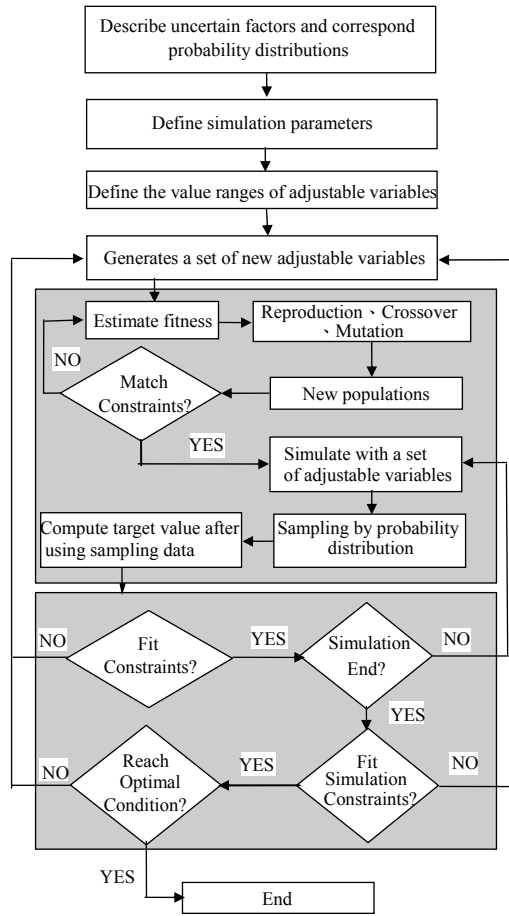 Describe uncertain factors and correspond
probability distributions
Define simulation parameters
Define the value ranges of adjustable variables
Generates a set of new adjustable variables
Estimate fitness
Reproduction、Crossover
、Mutation
NO
Match
Constraints?
New populations
YES
Simulate with a set
of adjustable variables
Compute target value after
using sampling data
Sampling by probability
distribution
NO
Fit
Constraints?
YES
Simulation
End?
NO
YES
NO
Reach
Optimal
Condition?
YES
Fit
Simulation
Constraints?
NO
YES
End